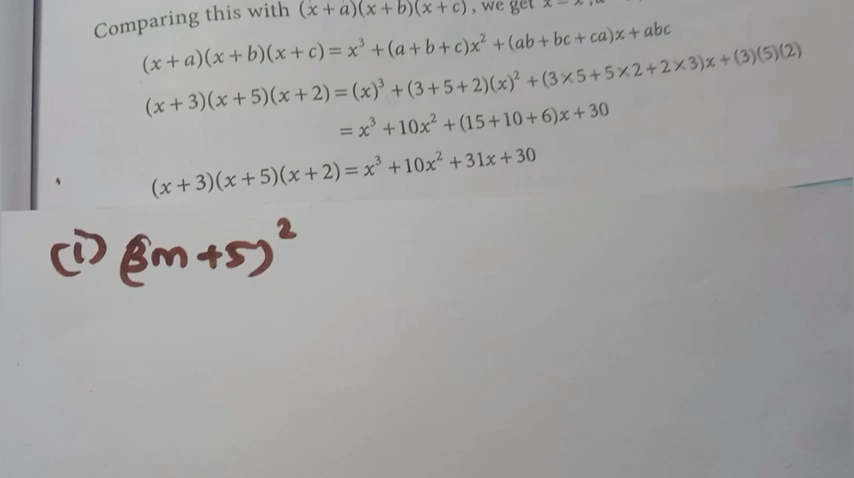 Comparing this with (x + a)(x + b)(x + c), we get x
(x + a)(x + b)(x + c) = x³ + (a + b + c)x² + (ab + bc + ca)x + abc
(x + 3)(x + 5)(x + 2) = (x)³ + (3 + 5 + 2)(x)² + (3 × 5 + 5 × 2 + 2 × 3)x + (3)(5)(2)
= x³ + 10x² + (15 + 10 + 6)x + 30
(x + 3)(x + 5)(x + 2) = x³ + 10x² + 31x + 30
(i) (3m + 5)²